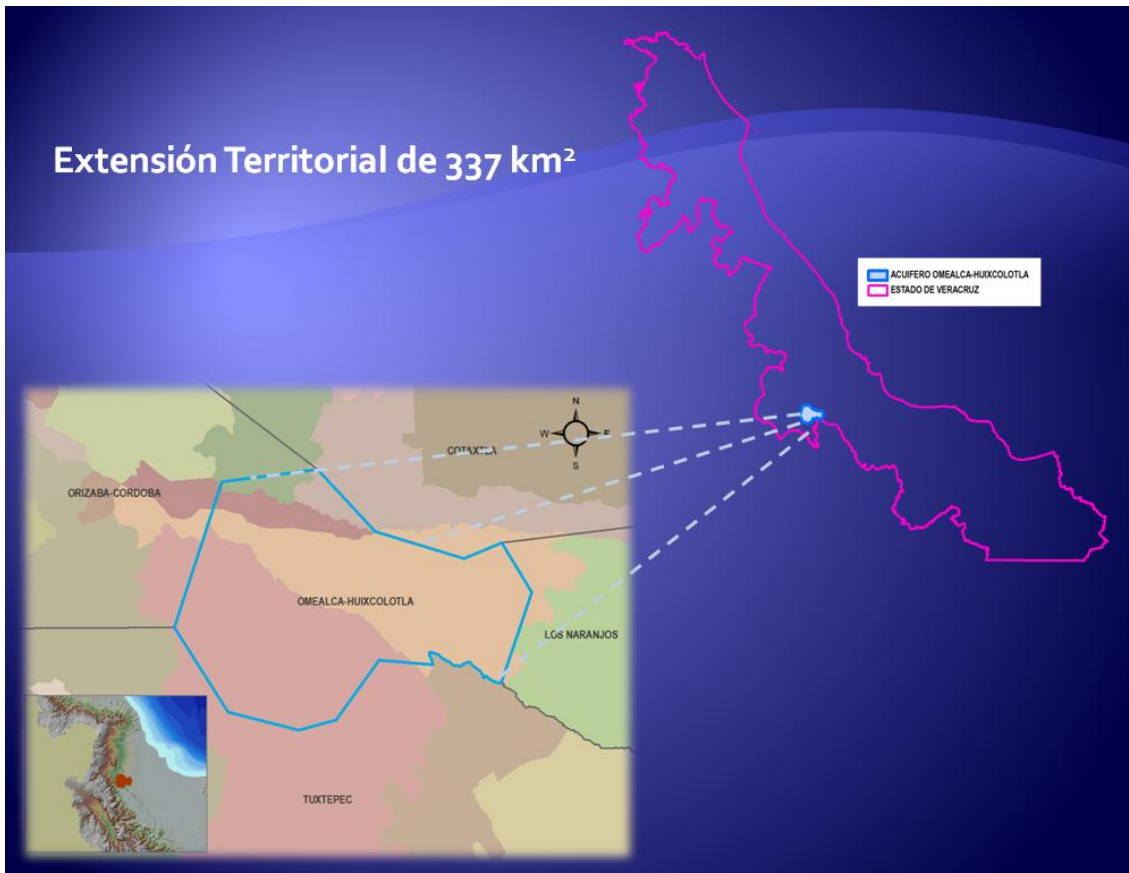 Extensión Territorial de 337 km²
ACUIFERO OMEALCA-HUIXCOLOTLA
ESTADO DE VERACRUZ
N
W E
S
COTAXTLA
ORIZABA-CORDOBA
OMEALCA-HUIXCOLOTLA
LOS NARANJOS
TUXTEPEC